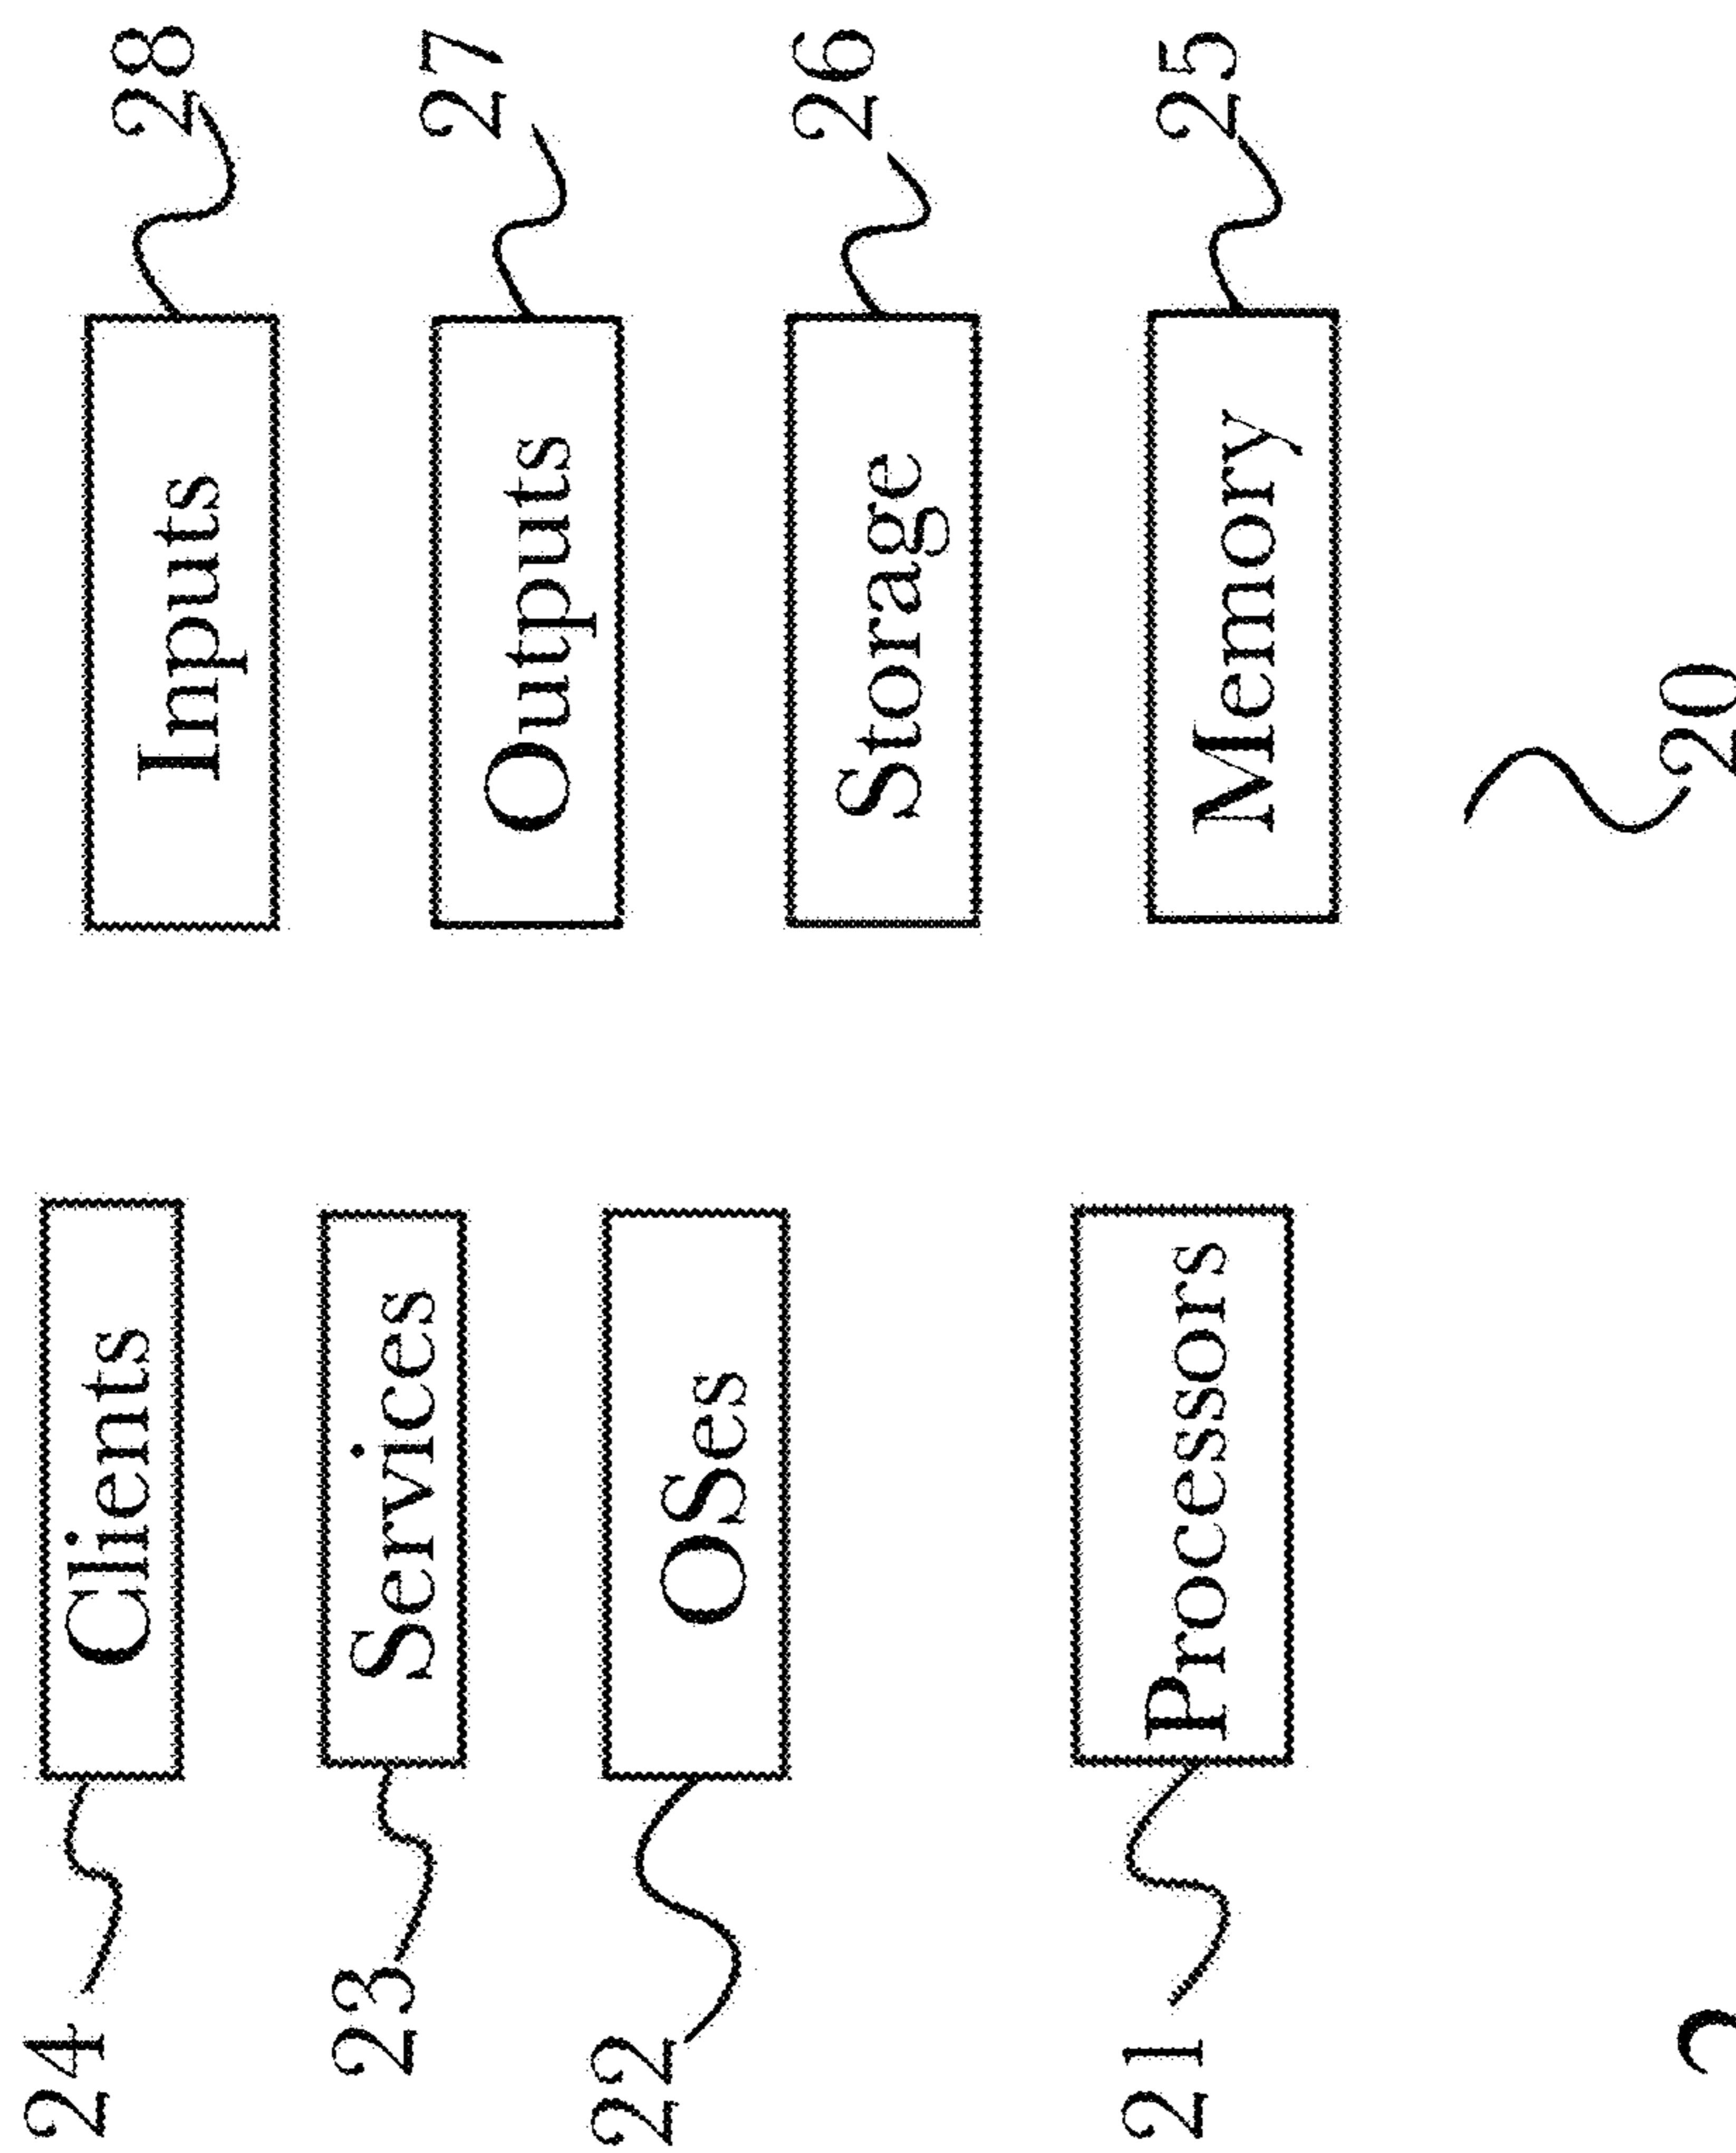 24 Clients Inputs 28
23 Services Outputs 27
22 OSes Storage 26
21 Processors Memory 25
20